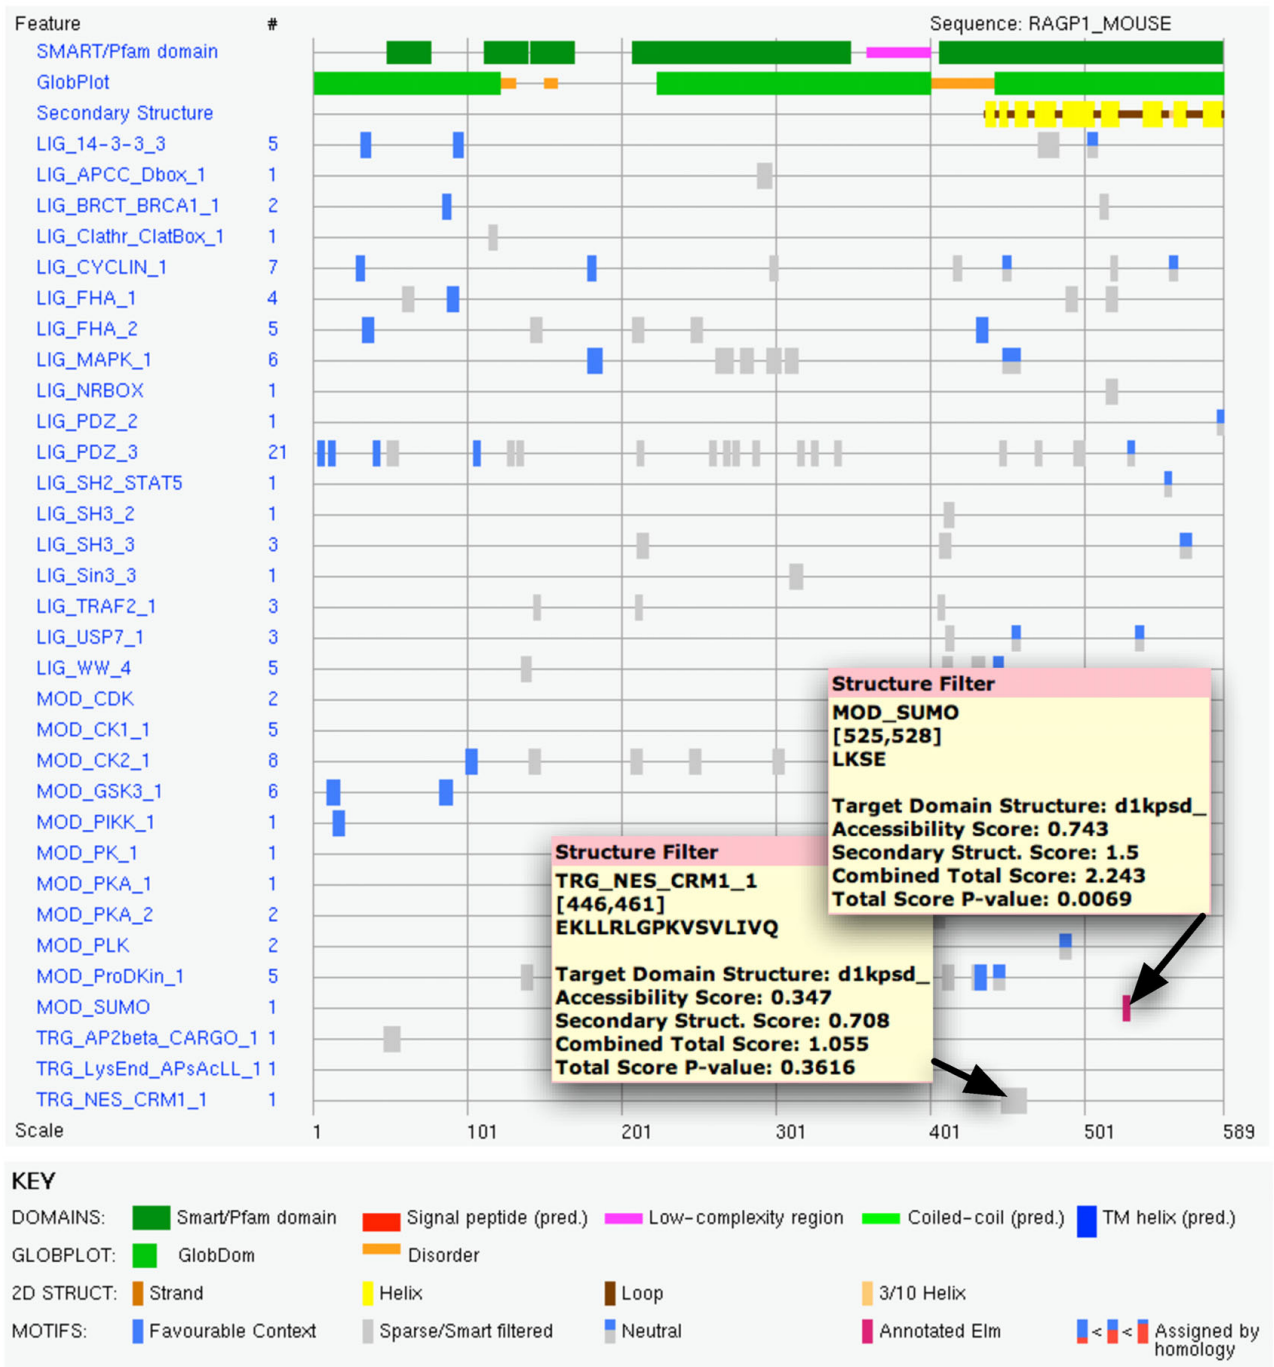 Feature # Sequence: RAGP1_MOUSE
SMART/Pfam domain
GlobPlot
Secondary Structure
LIG_14-3-3_3 5
LIG_APCC_Dbox_1 1
LIG_BRCT_BRCA1_1 2
LIG_Clathr_ClatBox_1 1
LIG_CYCLIN_1 7
LIG_FHA_1 4
LIG_FHA_2 5
LIG_MAPK_1 6
LIG_NRBOX 1
LIG_PDZ_2 1
LIG_PDZ_3 21
LIG_SH2_STAT5 1
LIG_SH3_2 1
LIG_SH3_3 3
LIG_Sin3_3 1
LIG_TRAF2_1 3
LIG_USP7_1 3
LIG_WW_4 5
MOD_CDK 2
MOD_CK1_1 5
MOD_CK2_1 8
MOD_GSK3_1 6
MOD_PIKK_1 1
MOD_PK_1 1
MOD_PKA_1 1
MOD_PKA_2 2
MOD_PLK 2
MOD_ProDKin_1 5
MOD_SUMO 1
TRG_AP2beta_CARGO_1 1
TRG_LysEnd_APsAcLL_1 1
TRG_NES_CRM1_1 1
Scale 1 101 201 301 401 501 589
Structure Filter
MOD_SUMO
[525,528]
LKSE
Target Domain Structure: d1kpsd_
Accessibility Score: 0.743
Secondary Struct. Score: 1.5
Combined Total Score: 2.243
Total Score P-value: 0.0069
Structure Filter
TRG_NES_CRM1_1
[446,461]
EKLLRLGPKVSVLIVQ
Target Domain Structure: d1kpsd_
Accessibility Score: 0.347
Secondary Struct. Score: 0.708
Combined Total Score: 1.055
Total Score P-value: 0.3616
KEY
DOMAINS: Smart/Pfam domain Signal peptide (pred.) Low-complexity region Coiled-coil (pred.) TM helix (pred.)
GLOBPLOT: GlobDom Disorder
2D STRUCT: Strand Helix Loop 3/10 Helix
MOTIFS: Favourable Context Sparse/Smart filtered Neutral Annotated Elm < < Assigned by
homology